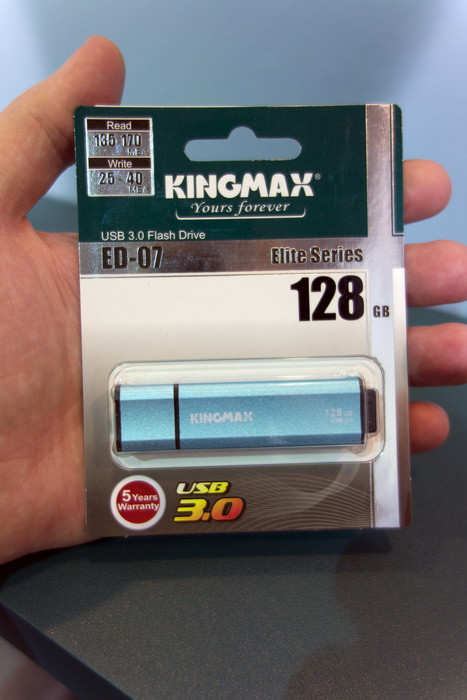 Read
135-170
MB/s
Write
25 - 40
MB/s
KINGMAX®
Yours forever
USB 3.0 Flash Drive
ED-07 Elite Series
128 GB
KINGMAX 128GB
5 Years
Warranty
USB
3.0